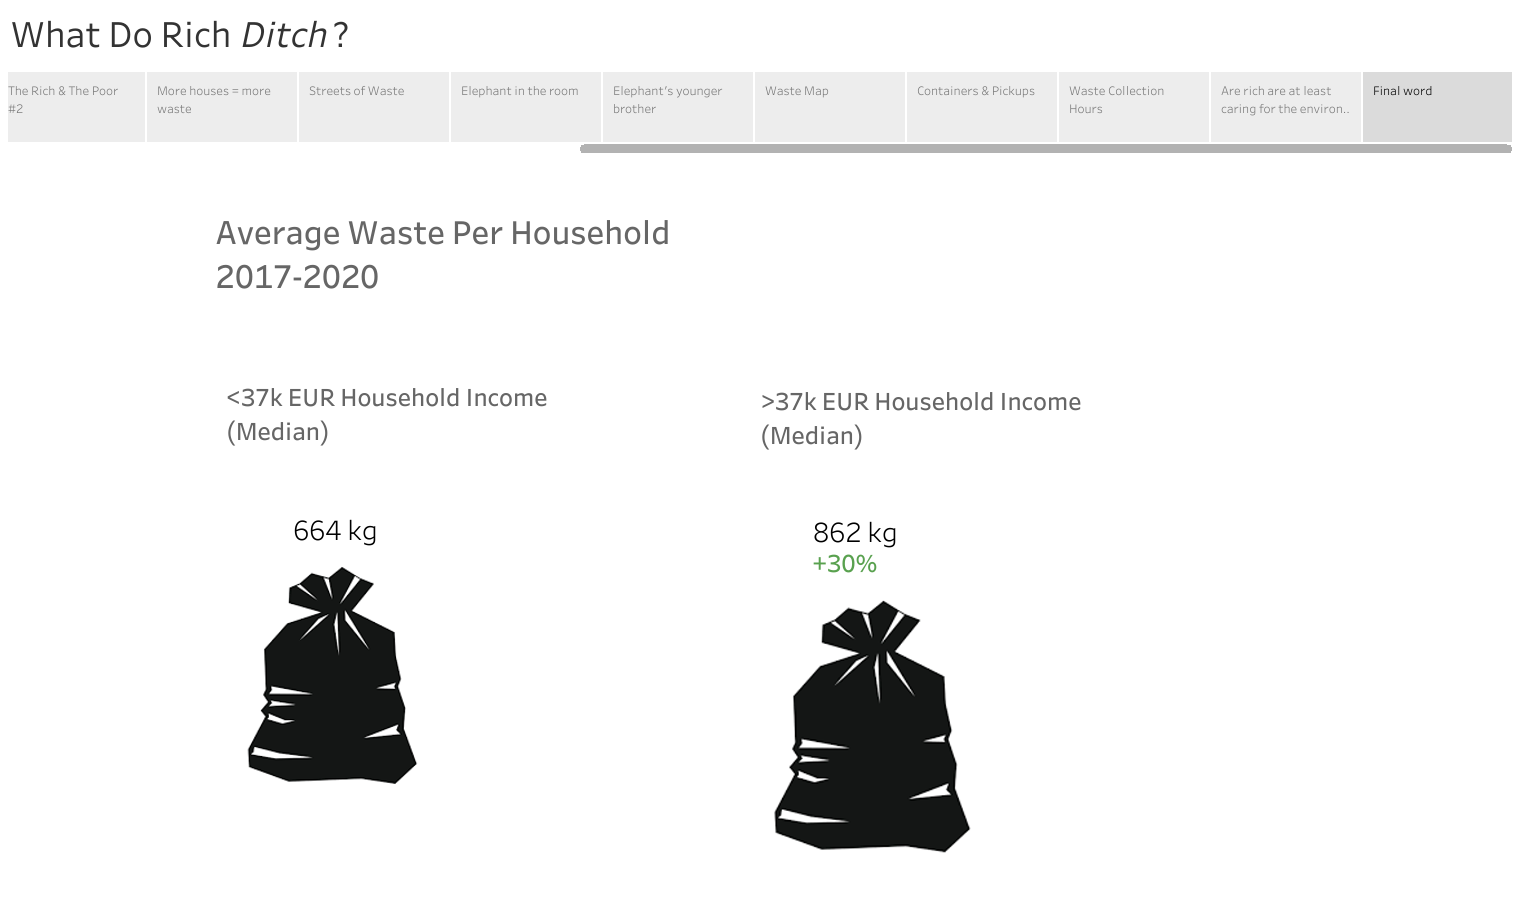 What Do Rich Ditch?
The Rich & The Poor
#2
More houses = more
waste
Streets of Waste
Elephant in the room
Elephant's younger
brother
Waste Map
Containers & Pickups
Waste Collection
Hours
Are rich are at least
caring for the environ..
Final word
Average Waste Per Household
2017-2020
<37k EUR Household Income
(Median)
>37k EUR Household Income
(Median)
664 kg
862 kg
+30%